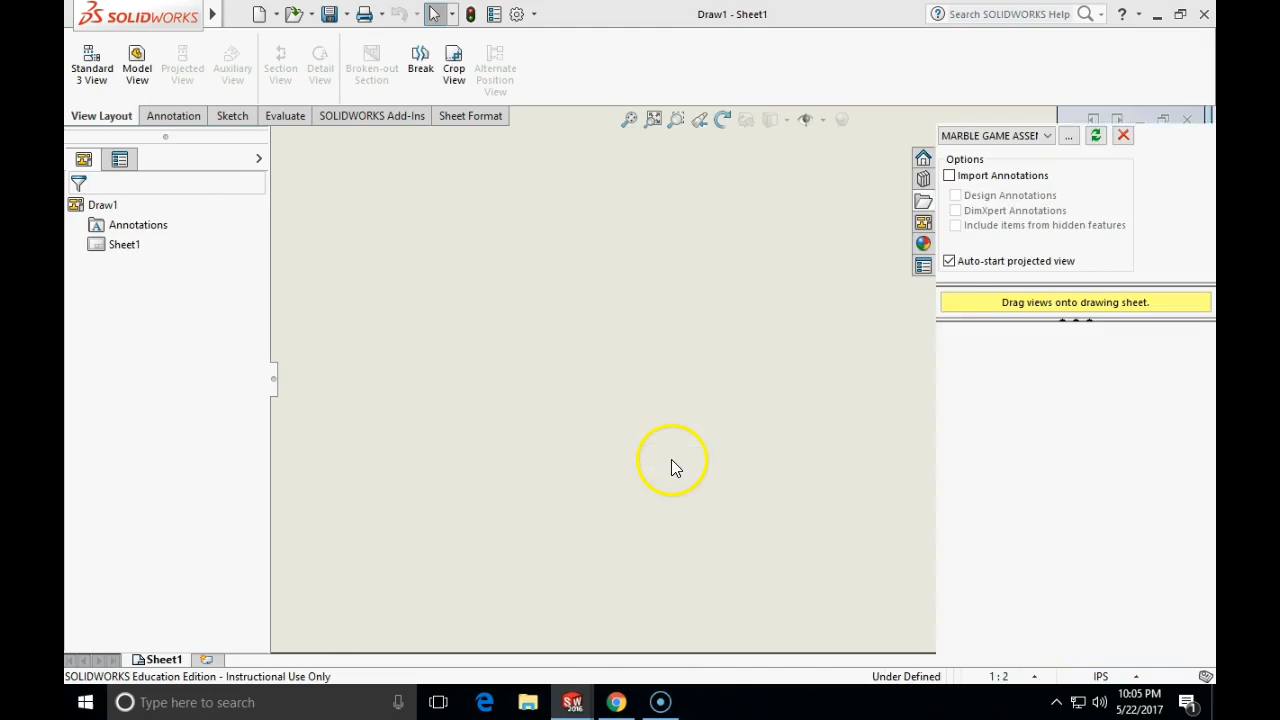 SOLIDWORKS
Draw1 - Sheet1
Search SOLIDWORKS Help
?
Standard 3 View
Model View
Projected View
Auxiliary View
Section View
Detail View
Broken-out Section
Break
Crop View
Alternate Position View
View Layout
Annotation
Sketch
Evaluate
SOLIDWORKS Add-Ins
Sheet Format
MARBLE GAME ASSEM
...
Options
Import Annotations
Design Annotations
DimXpert Annotations
Include items from hidden features
Auto-start projected view
Drag views onto drawing sheet.
Draw1
A Annotations
Sheet1
Sheet1
SOLIDWORKS Education Edition - Instructional Use Only
Under Defined
1 : 2
IPS
Type here to search
SW 2016
10:05 PM
5/22/2017
1